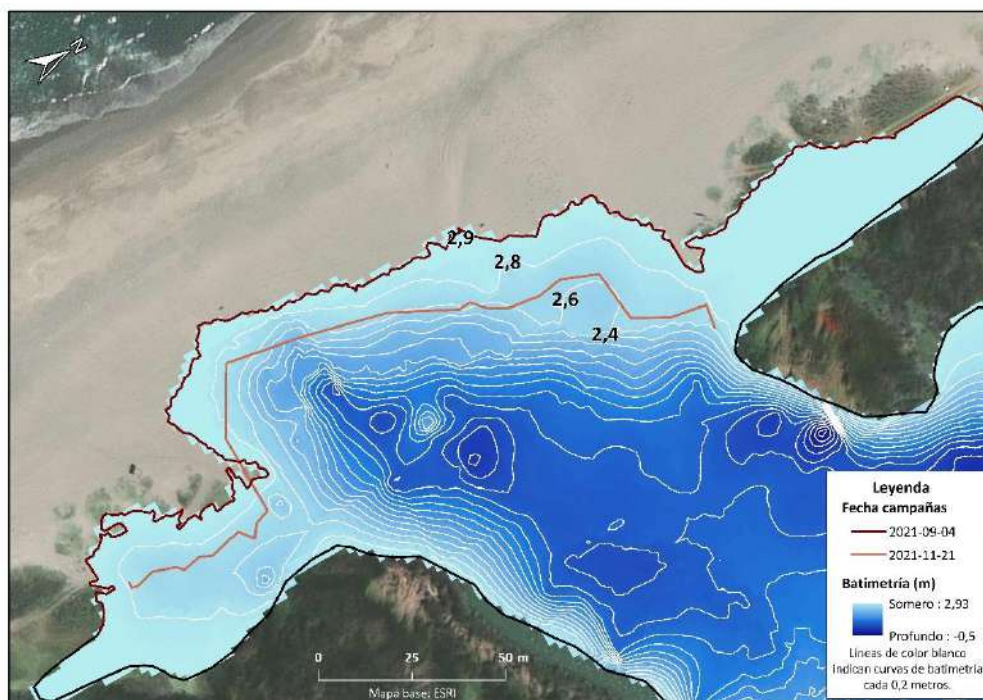 N
2,9
2,8
2,6
2,4
0 25 50 m
Mapa base: ESRI
Leyenda
Fecha campañas
2021-09-04
2021-11-21
Batimetría (m)
Somero : 2,93
Profundo : -0,5
Líneas de color blanco
indican curvas de batimetría
cada 0,2 metros.